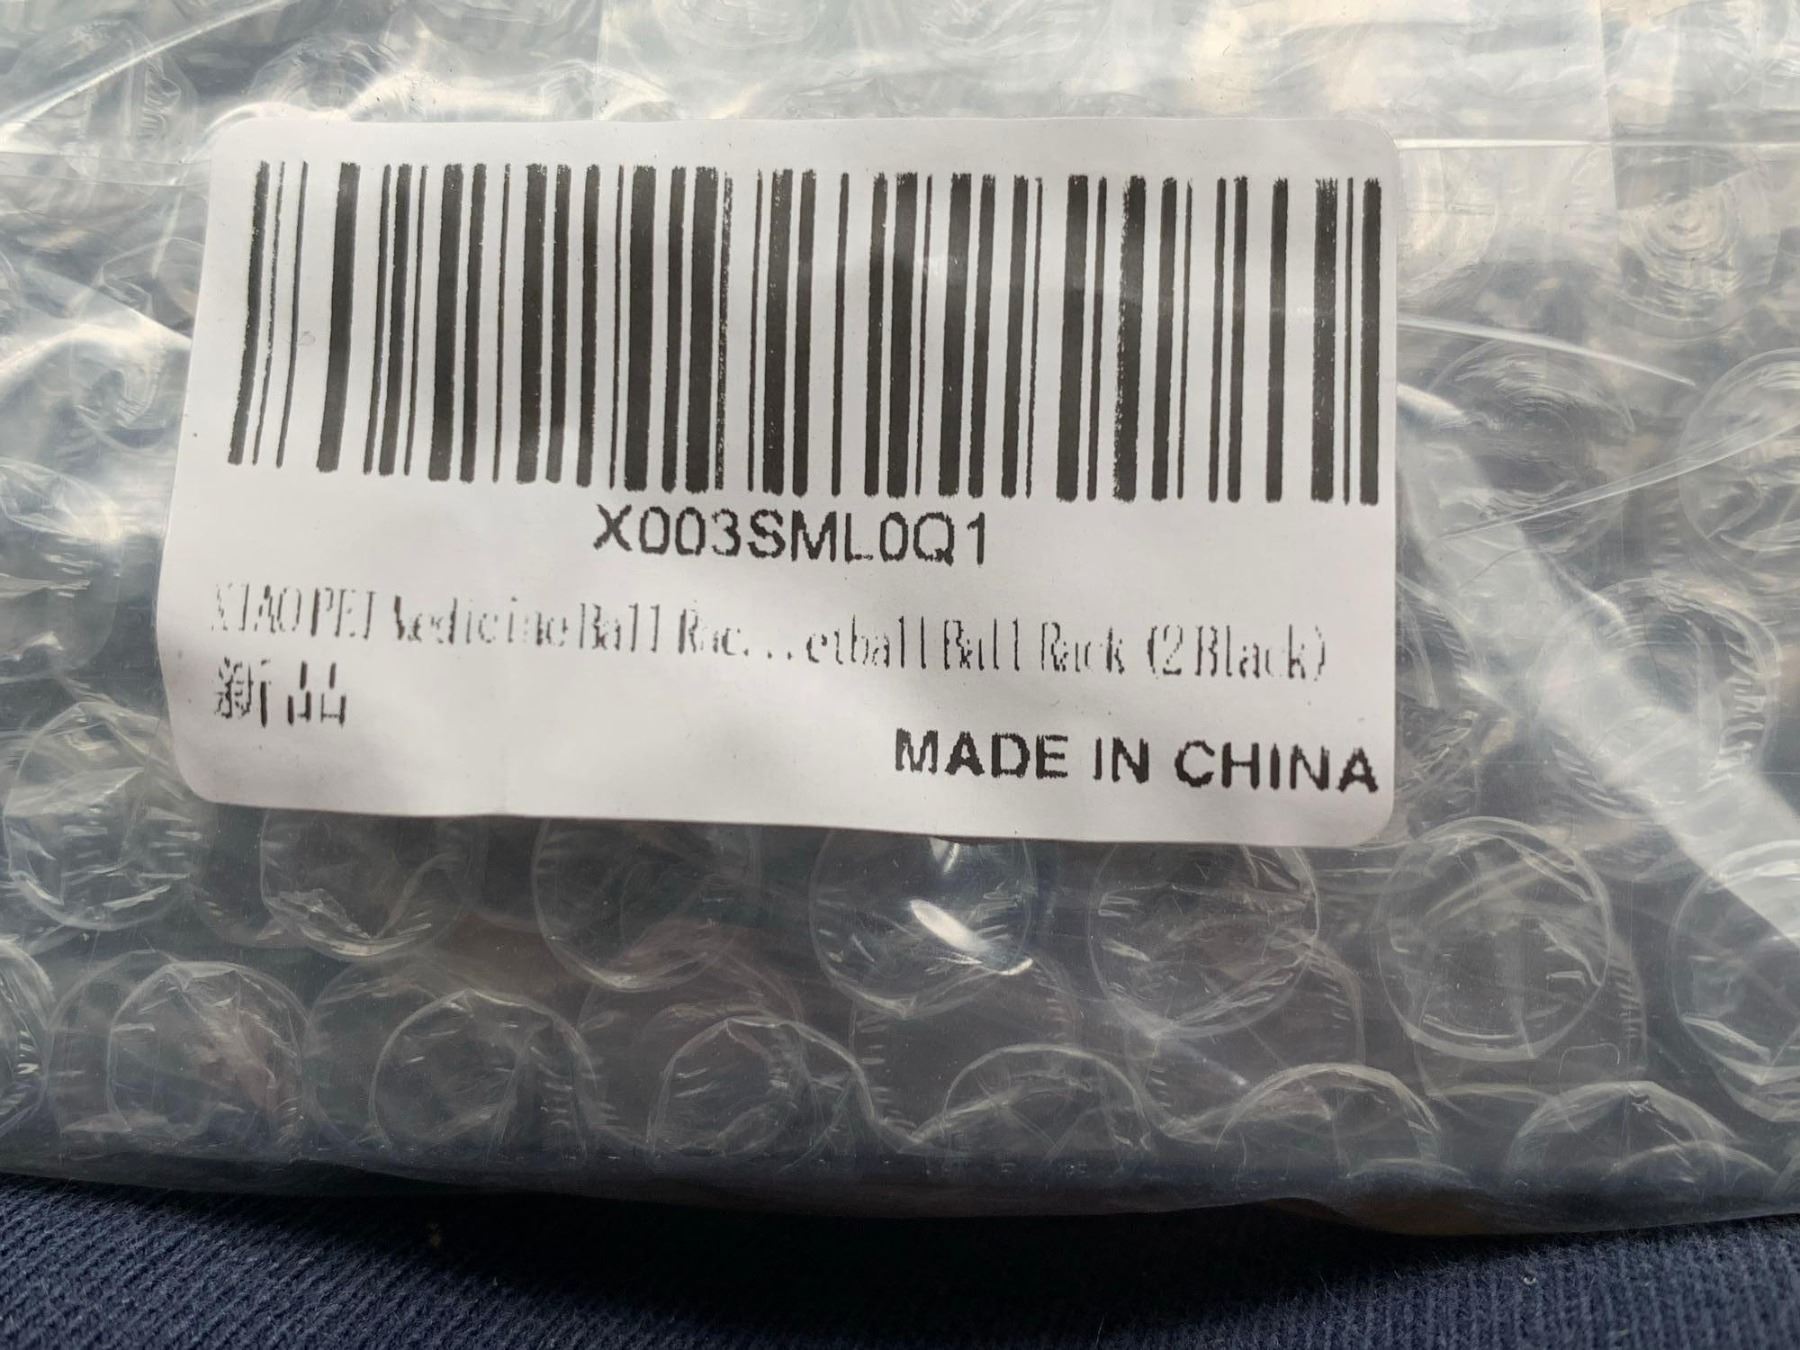 X003SML0Q1
XIAO PEI Medicine Ball Rac...etball Ball Rack (2 Black)
新品
MADE IN CHINA